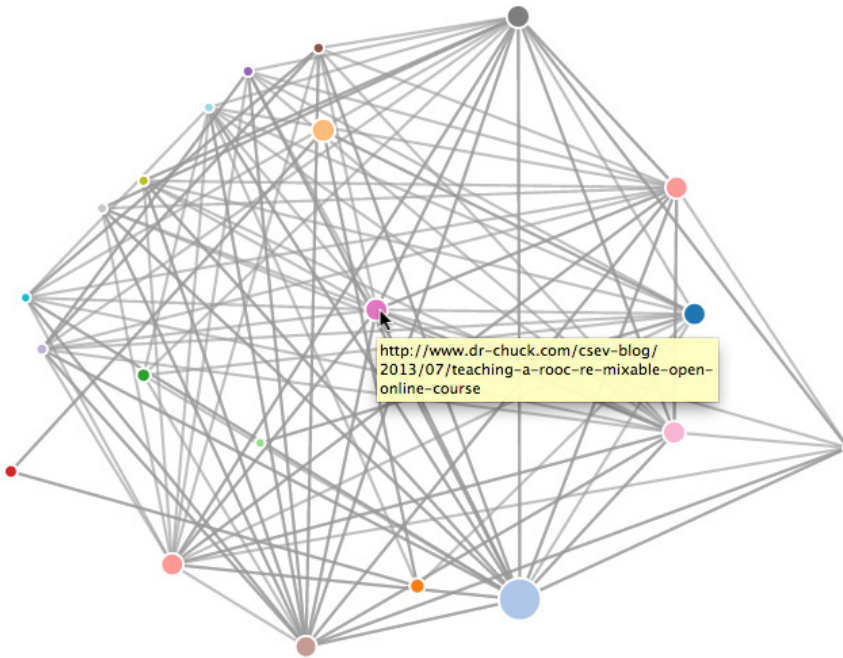 http://www.dr-chuck.com/csev-blog/
2013/07/teaching-a-rooc-re-mixable-open-
online-course